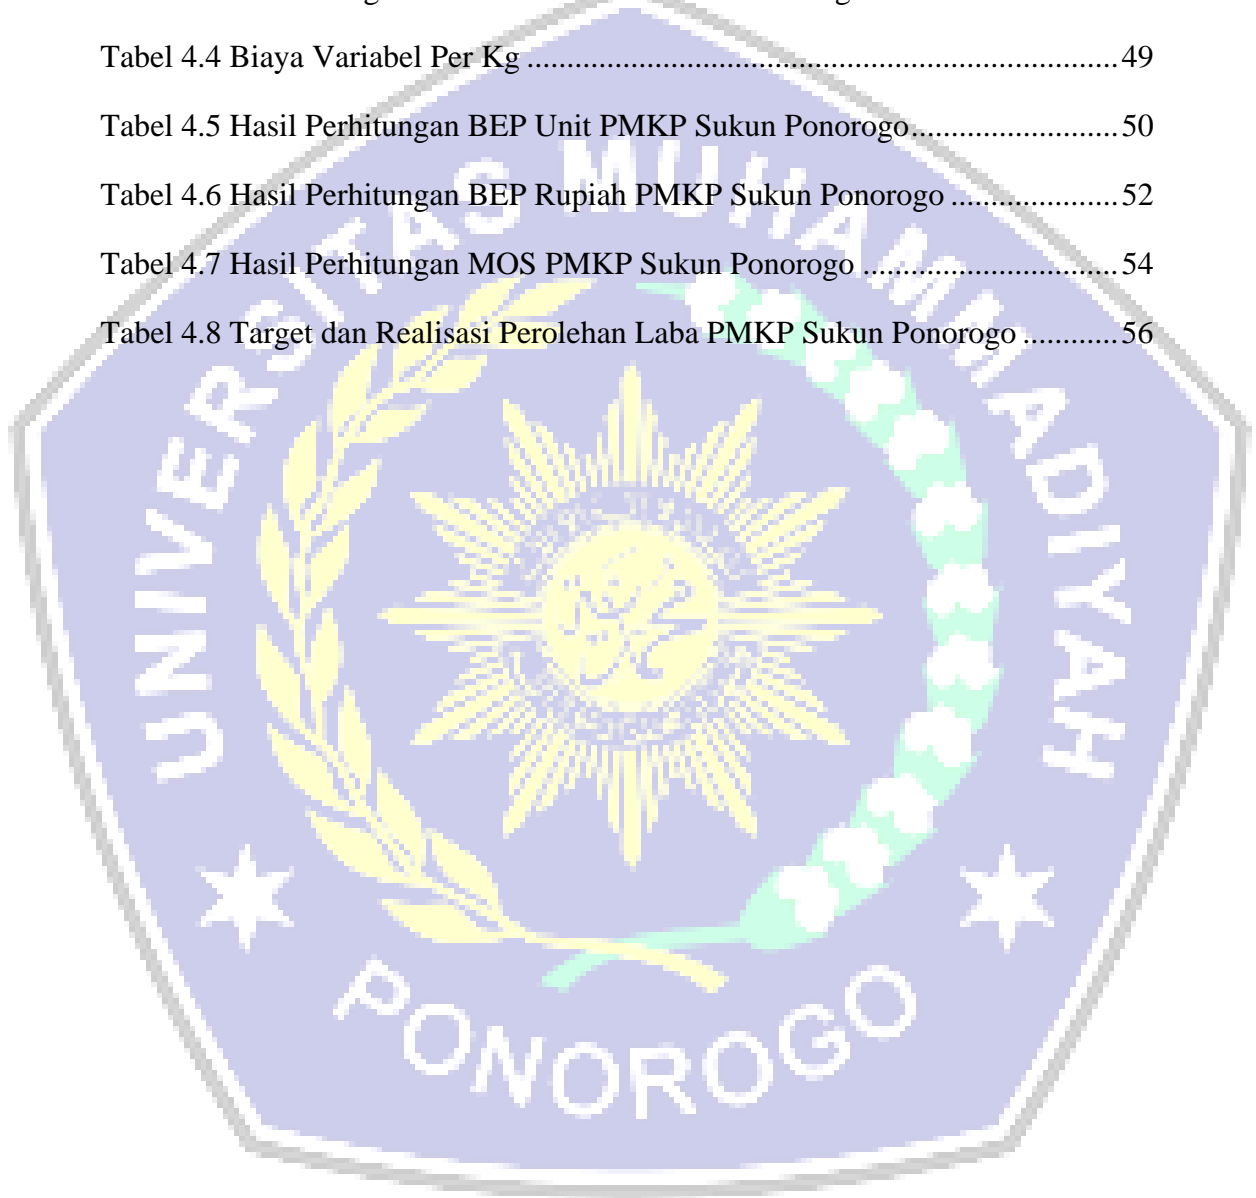 Tabel 4.4 Biaya Variabel Per Kg ......................................................................... 49
Tabel 4.5 Hasil Perhitungan BEP Unit PMKP Sukun Ponorogo.......................... 50
Tabel 4.6 Hasil Perhitungan BEP Rupiah PMKP Sukun Ponorogo ..................... 52
Tabel 4.7 Hasil Perhitungan MOS PMKP Sukun Ponorogo ................................ 54
Tabel 4.8 Target dan Realisasi Perolehan Laba PMKP Sukun Ponorogo ............ 56
UNIVERSITAS MUHAMMADIYAH
PONOROGO